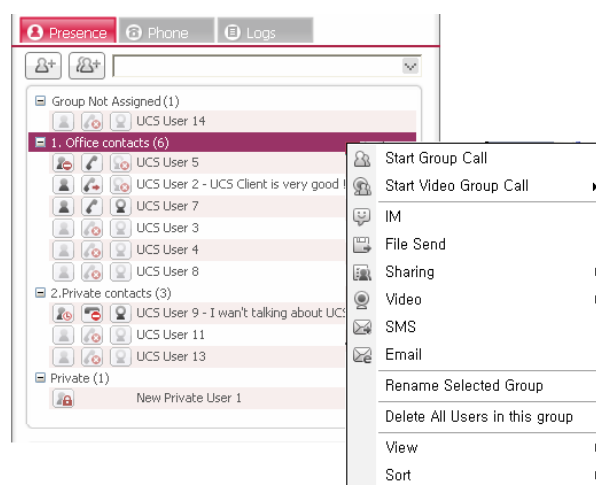 Presence
Phone
Logs
Group Not Assigned (1)
UCS User 14
1. Office contacts (6)
UCS User 5
UCS User 2 - UCS Client is very good !
UCS User 7
UCS User 3
UCS User 4
UCS User 8
2.Private contacts (3)
UCS User 9 - I wan't talking about UCS
UCS User 11
UCS User 13
Private (1)
New Private User 1
Start Group Call
Start Video Group Call
IM
File Send
Sharing
Video
SMS
Email
Rename Selected Group
Delete All Users in this group
View
Sort